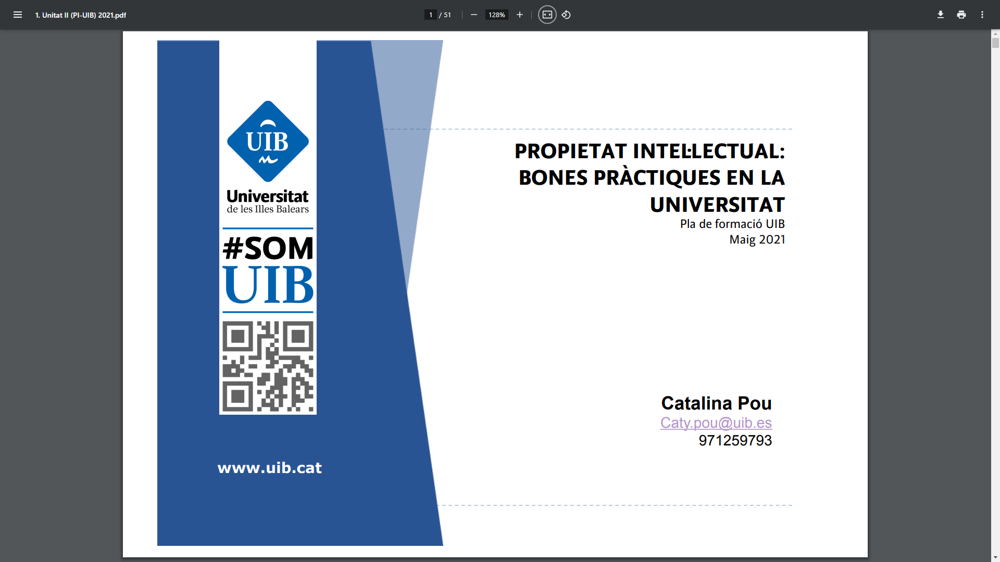 1. Unitat II (PI-UIB) 2021.pdf
1 / 51
128%
UIB
Universitat
de les Illes Balears
#SOM
UIB
www.uib.cat
PROPIETAT INTEL·LECTUAL:
BONES PRÀCTIQUES EN LA
UNIVERSITAT
Pla de formació UIB
Maig 2021
Catalina Pou
Caty.pou@uib.es
971259793